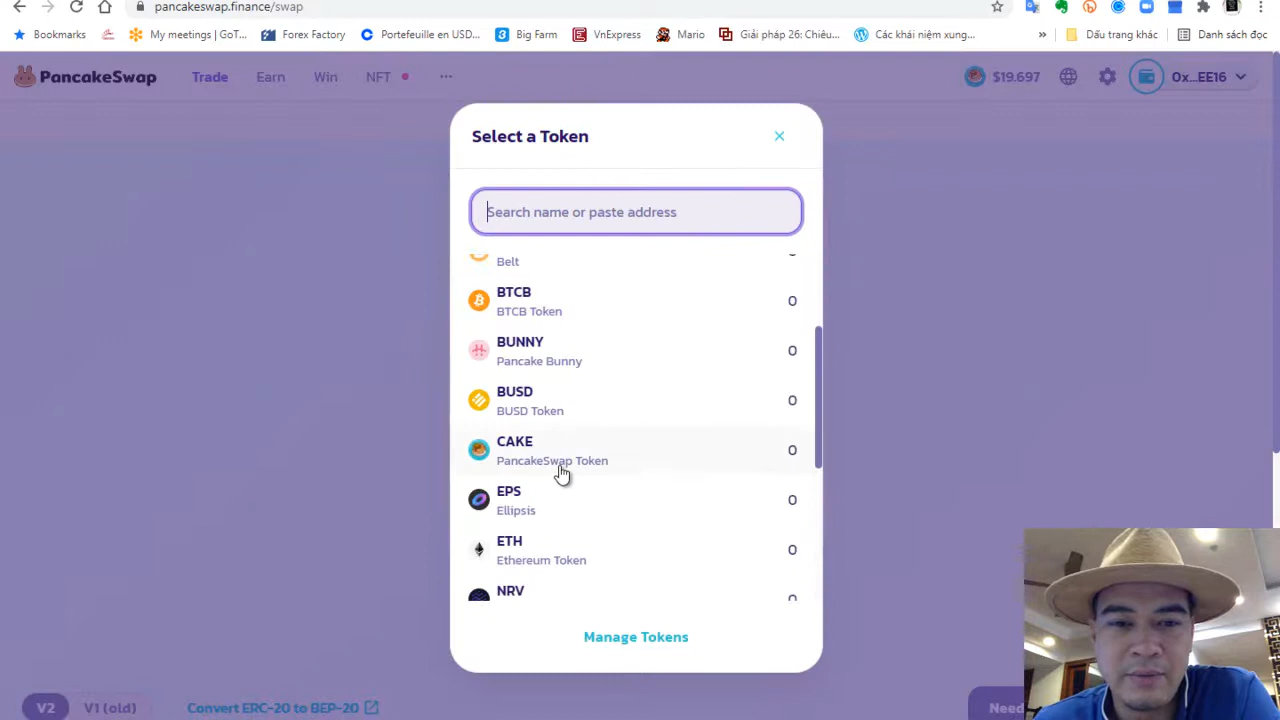 pancakeswap.finance/swap
Bookmarks
My meetings | GoT...
Forex Factory
Portefeuille en USD...
Big Farm
VnExpress
Mario
Giải pháp 26: Chiêu...
Các khái niệm xung...
»
Dấu trang khác
Danh sách đọc
PancakeSwap
Trade
Earn
Win
NFT
$19.697
0x...EE16
Select a Token
Search name or paste address
Belt
BTCB
BTCB Token
0
BUNNY
Pancake Bunny
0
BUSD
BUSD Token
0
CAKE
PancakeSwap Token
0
EPS
Ellipsis
0
ETH
Ethereum Token
0
NRV
Manage Tokens
V2
V1 (old)
Convert ERC-20 to BEP-20
Need